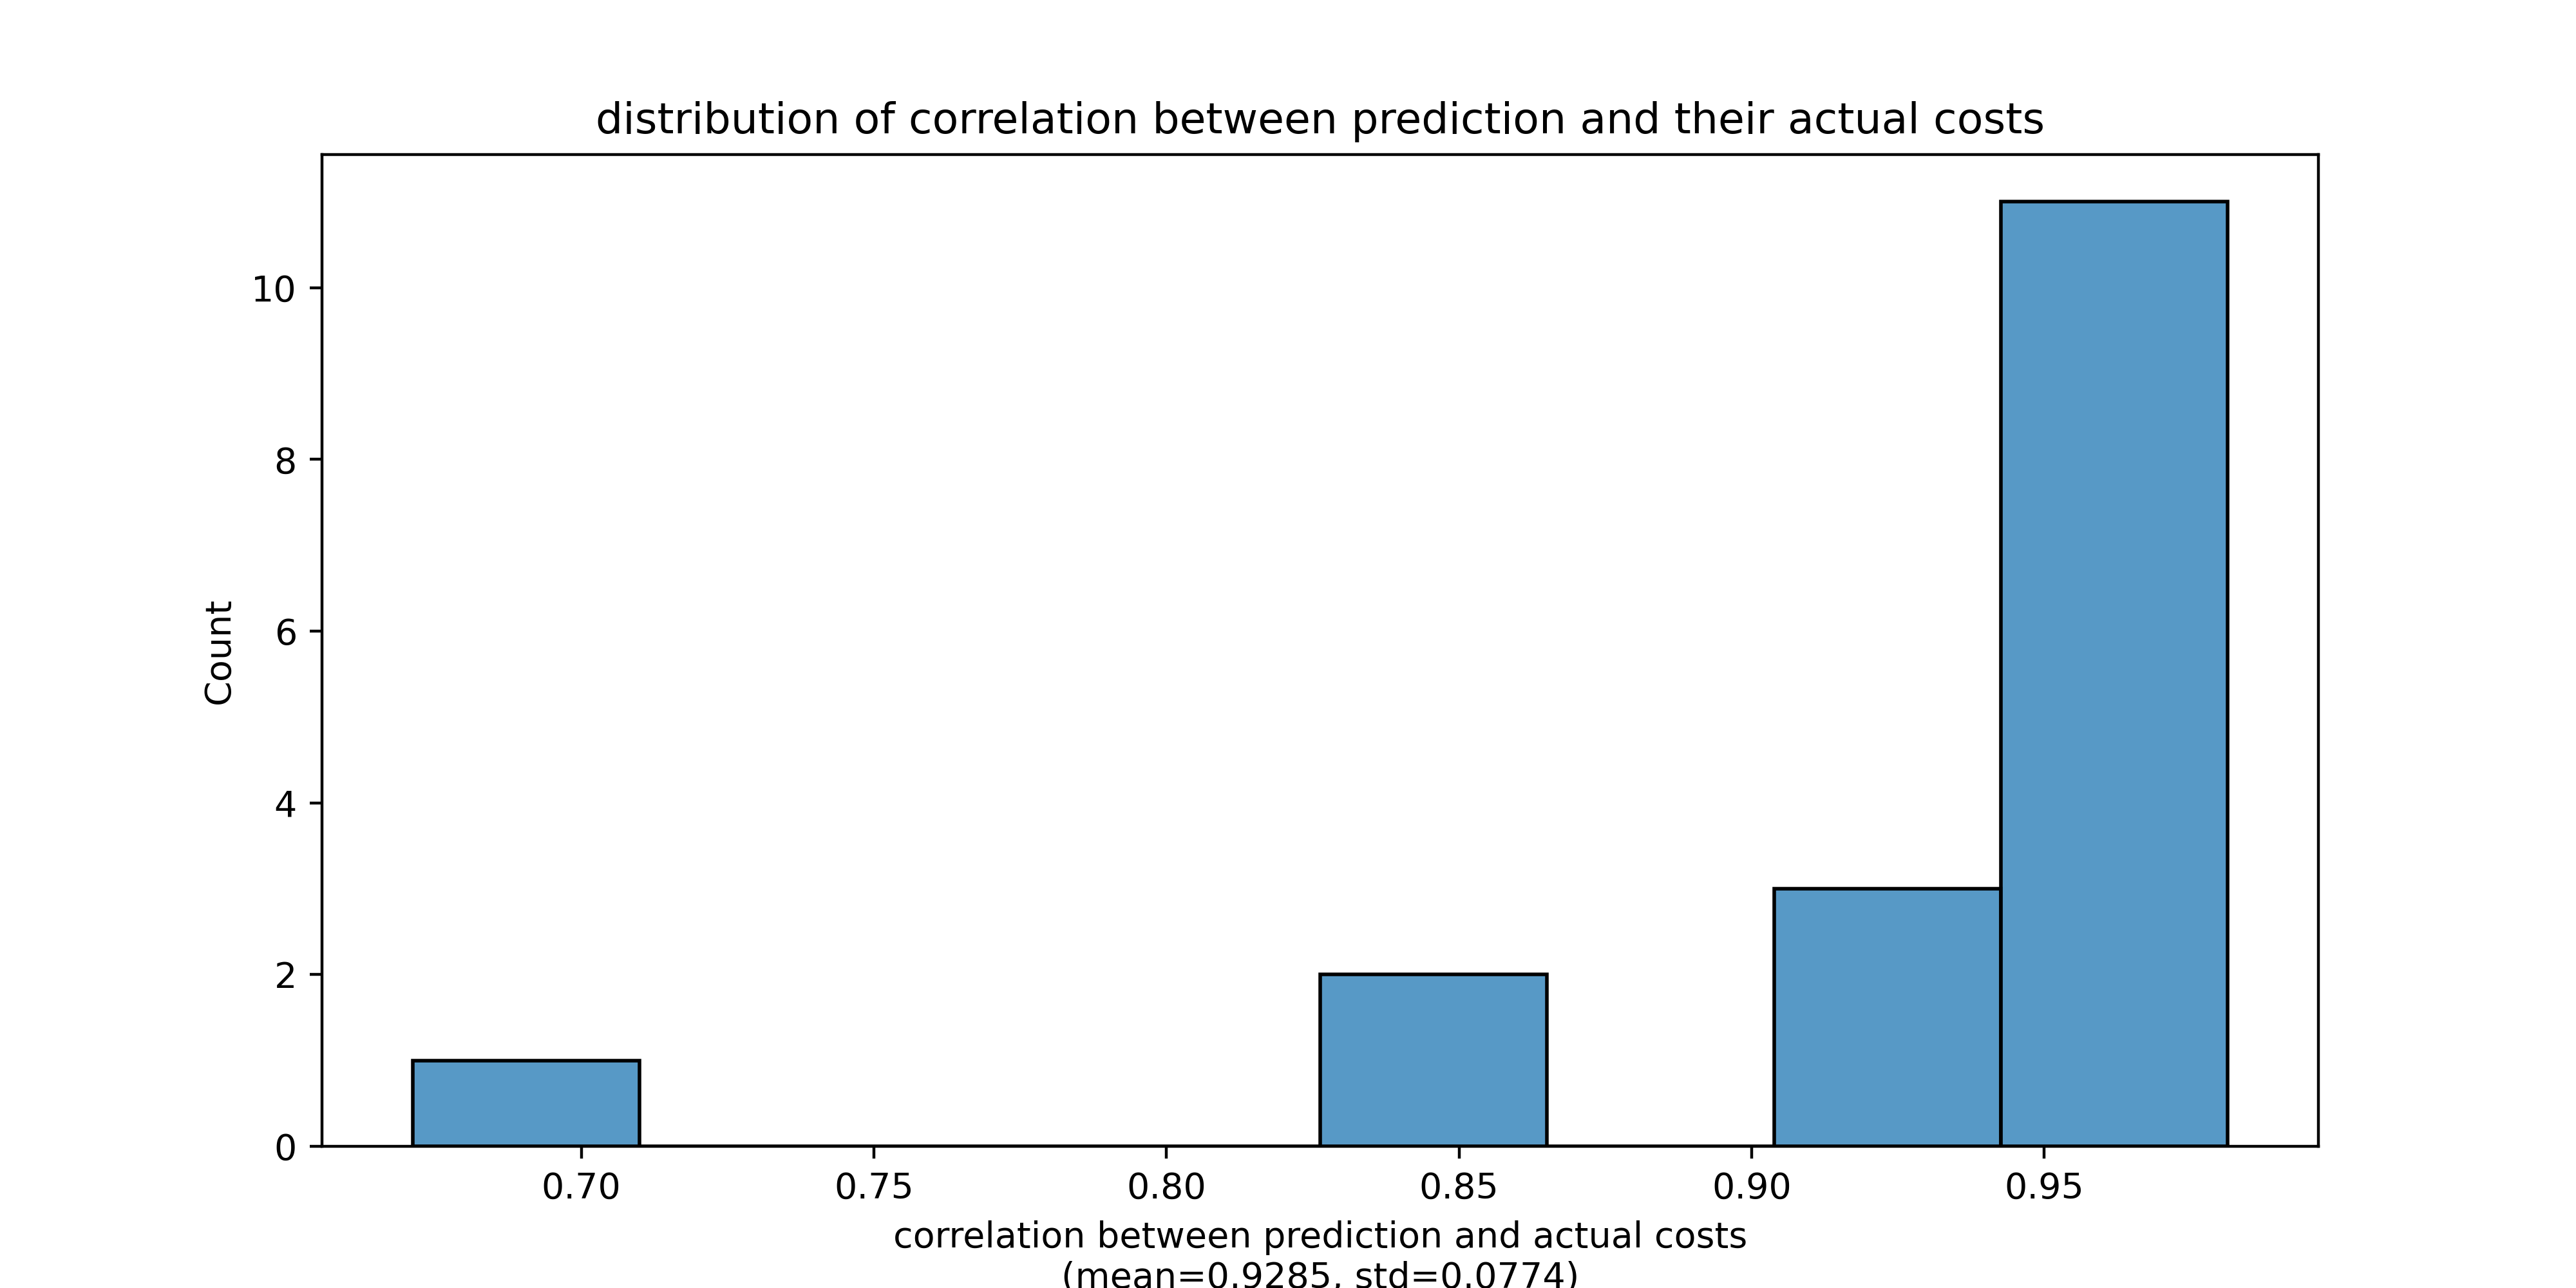 distribution of correlation between prediction and their actual costs
10
8
6
4
2
0
Count
0.70 0.75 0.80 0.85 0.90 0.95
correlation between prediction and actual costs
(mean=0.9285, std=0.0774)